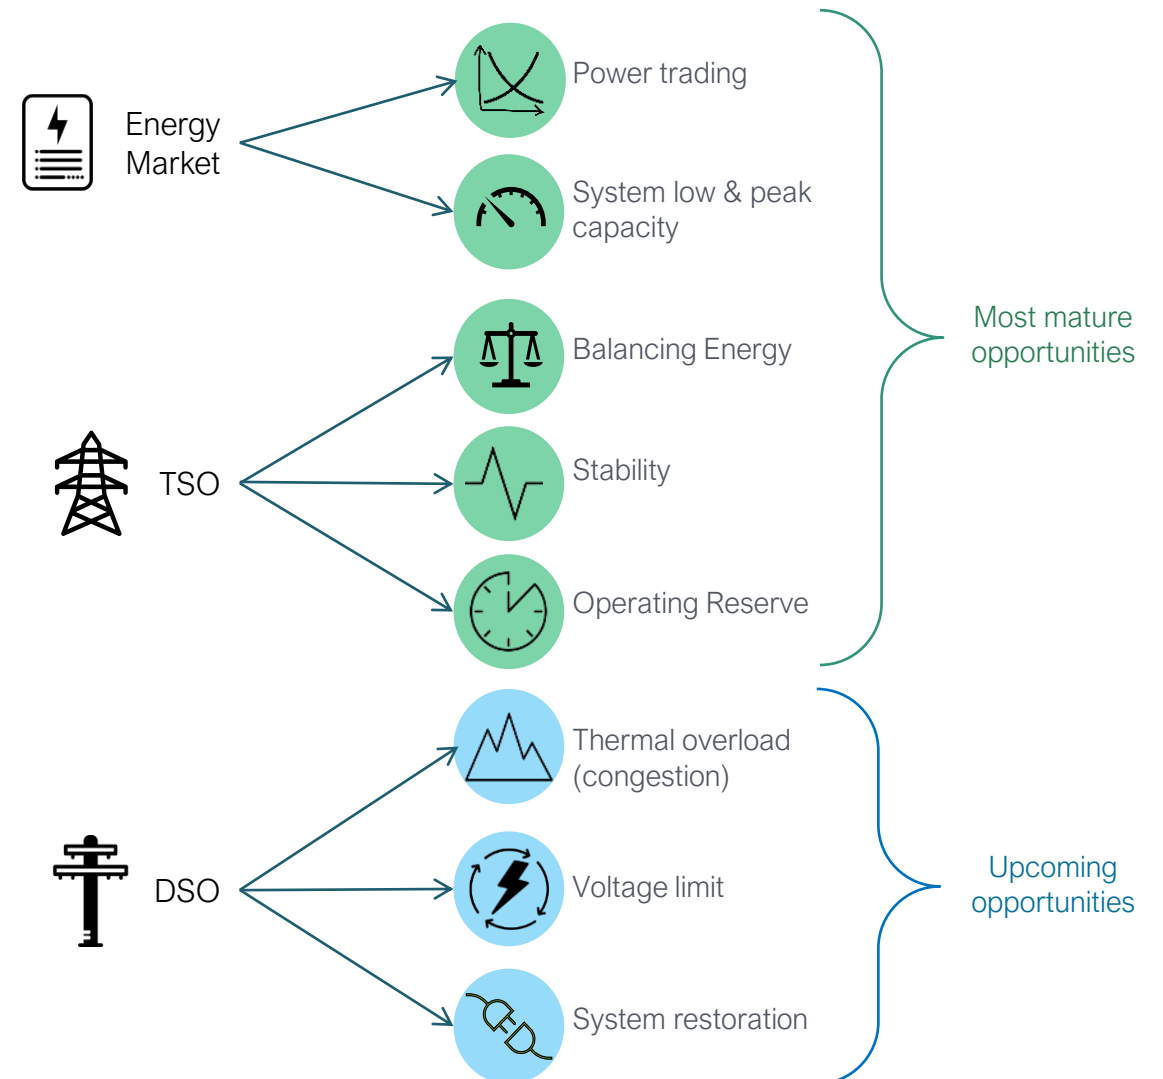 Energy
Market
Power trading
System low & peak
capacity
TSO
Balancing Energy
Stability
Operating Reserve
Most mature
opportunities
DSO
Thermal overload
(congestion)
Voltage limit
System restoration
Upcoming
opportunities